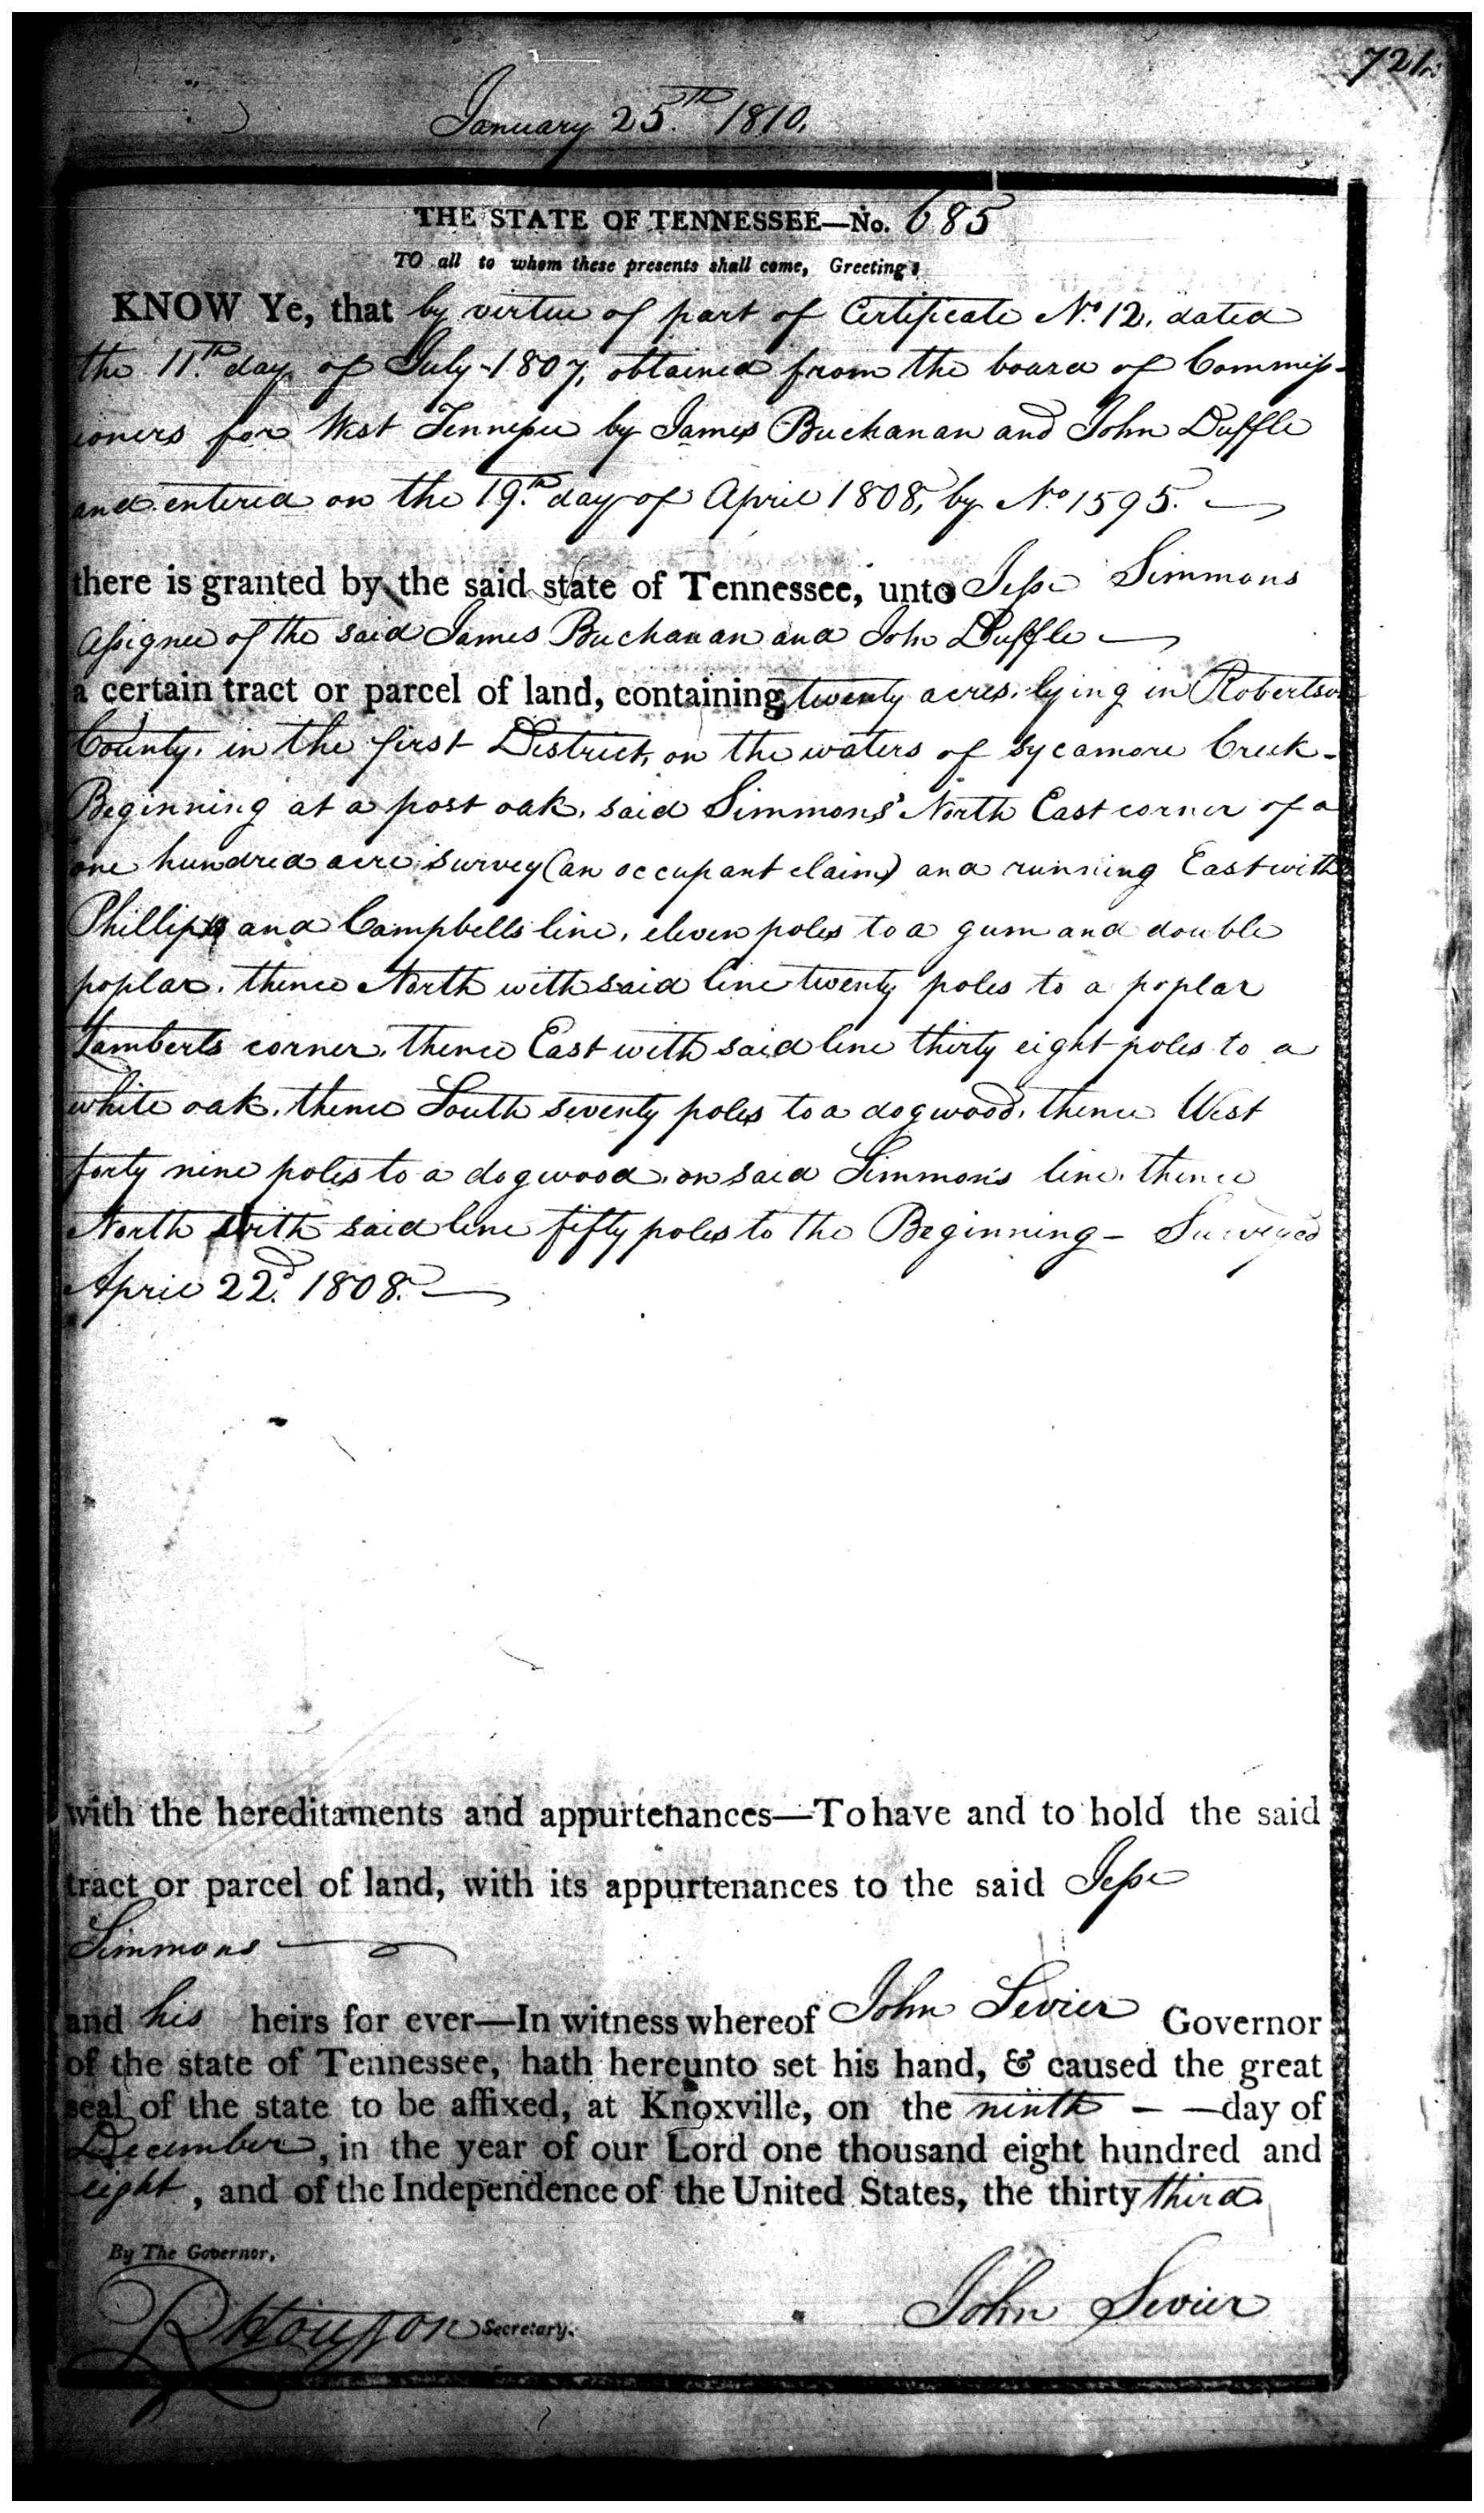 721.
January 25th 1810.
THE STATE OF TENNESSEE—No. 685
TO all to whom these presents shall come, Greeting:
KNOW Ye, that by virtue of part of Certificate No. 12, dated
the 11th day of July 1807, obtained from the board of Commiss-
ioners for West Tennessee by James Buchanan and John Duffle
and entered on the 19th day of April 1808, by No. 1595. —
there is granted by the said state of Tennessee, unto Jesse Simmons
assignee of the said James Buchanan and John Duffle —
a certain tract or parcel of land, containing twenty acres, lying in Robertson
County, in the first District, on the waters of Sycamore Creek -
Beginning at a post oak, said Simmons' North East corner of a
one hundred acre survey (an occupant claim) and running East with
Phillips and Campbells line, eleven poles to a gum and double
poplar, thence North with said line twenty poles to a poplar
Lamberts corner, thence East with said line thirty eight poles to a
white oak, thence South seventy poles to a dogwood, thence West
forty nine poles to a dogwood, on said Simmons line, thence
North with said line fifty poles to the Beginning - Surveyed
April 22d. 1808. —
with the hereditaments and appurtenances—To have and to hold the said
tract or parcel of land, with its appurtenances to the said Jesse
Simmons —
and his heirs for ever—In witness whereof John Sevier Governor
of the state of Tennessee, hath hereunto set his hand, & caused the great
seal of the state to be affixed, at Knoxville, on the ninth - —day of
December, in the year of our Lord one thousand eight hundred and
eight, and of the Independence of the United States, the thirty third.
By The Governor,
John Sevier
R Houston Secretary.